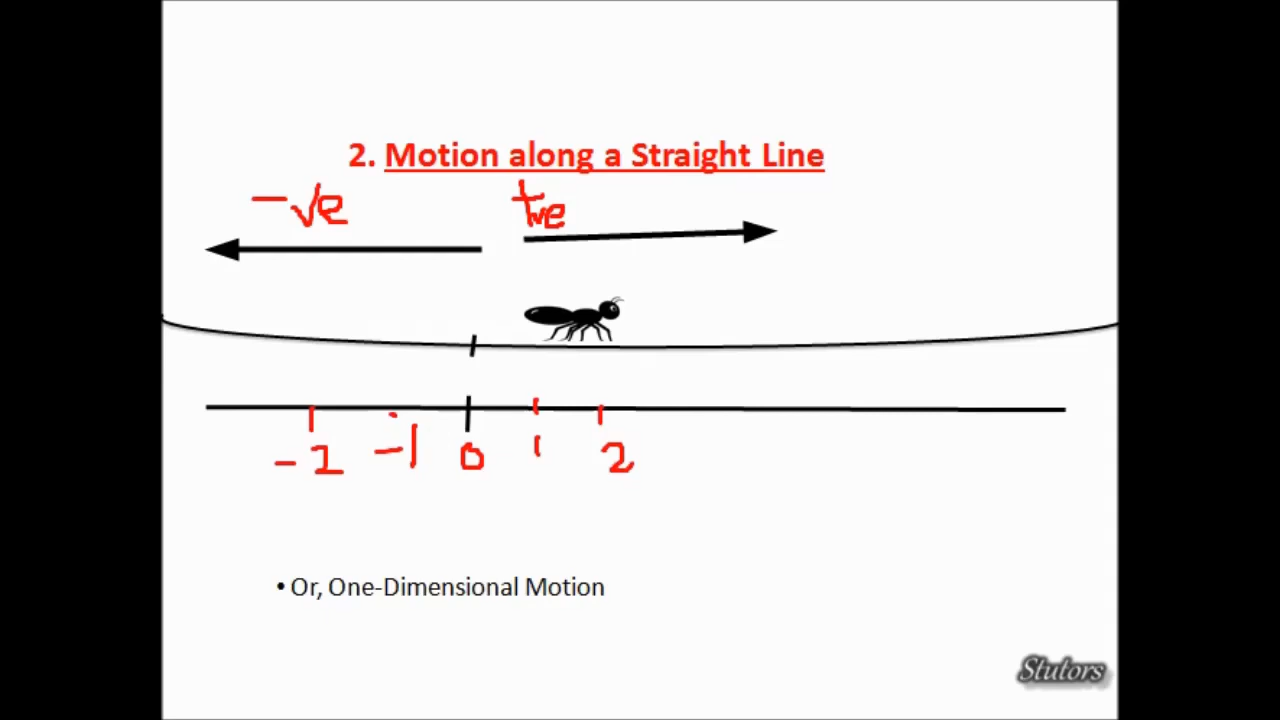 2. Motion along a Straight Line
-ve +ve
-2 -1 0 1 2
• Or, One-Dimensional Motion
Stutors